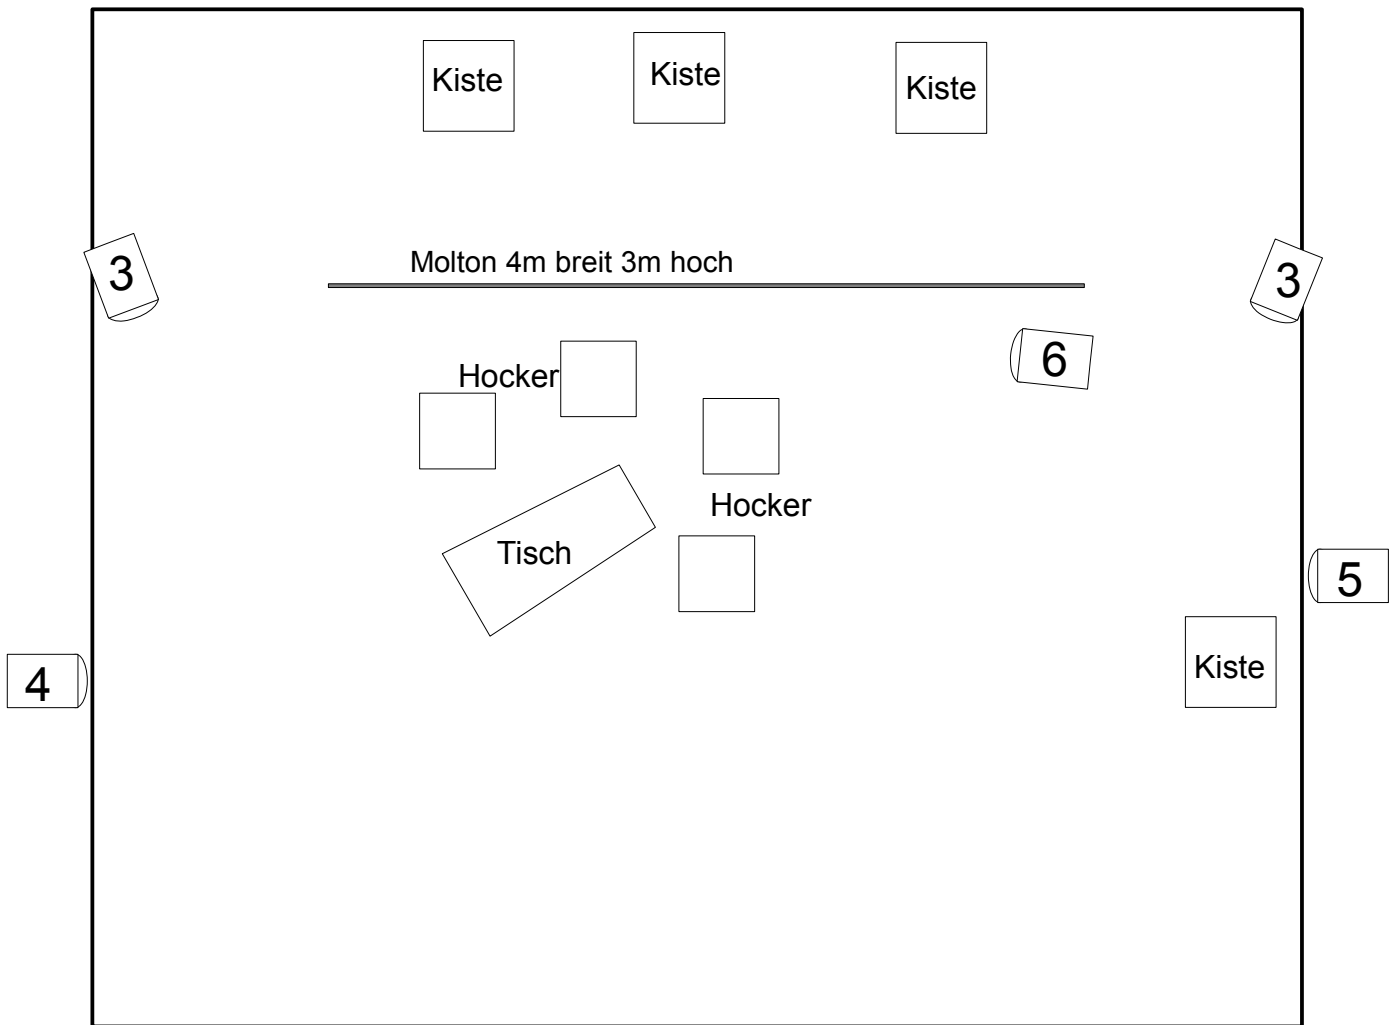 Kiste
Kiste
Kiste
Molton 4m breit 3m hoch
3
3
6
Hocker
Hocker
Tisch
5
4
Kiste